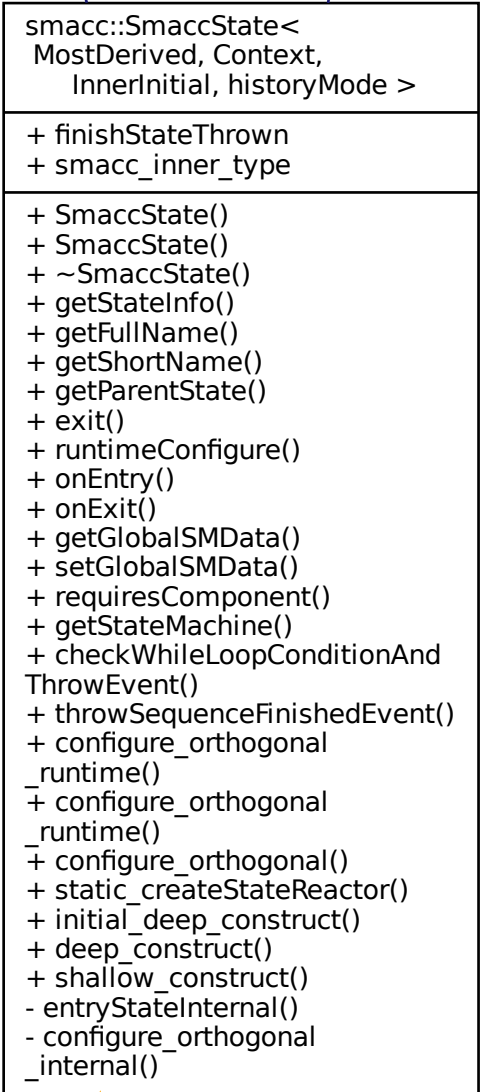 smacc::SmaccState<
MostDerived, Context,
InnerInitial, historyMode >
+ finishStateThrown
+ smacc_inner_type
+ SmaccState()
+ SmaccState()
+ ~SmaccState()
+ getStateInfo()
+ getFullName()
+ getShortName()
+ getParentState()
+ exit()
+ runtimeConfigure()
+ onEntry()
+ onExit()
+ getGlobalSMData()
+ setGlobalSMData()
+ requiresComponent()
+ getStateMachine()
+ checkWhileLoopConditionAnd
ThrowEvent()
+ throwSequenceFinishedEvent()
+ configure_orthogonal
_runtime()
+ configure_orthogonal
_runtime()
+ configure_orthogonal()
+ static_createStateReactor()
+ initial_deep_construct()
+ deep_construct()
+ shallow_construct()
- entryStateInternal()
- configure_orthogonal
_internal()